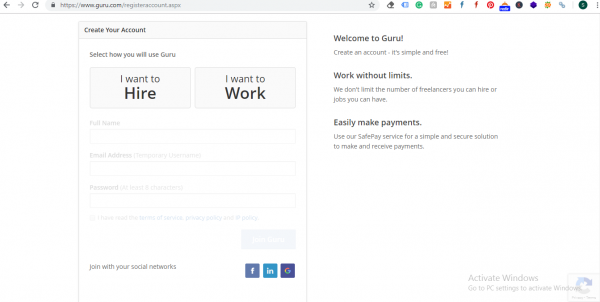 https://www.guru.com/registeraccount.aspx
Create Your Account
Select how you will use Guru
I want to
Hire
I want to
Work
Full Name
Email Address (Temporary Username)
Password (at least 8 characters)
I have read the terms of service, privacy policy and IP policy.
Join with your social networks
f
in
G
Welcome to Guru!
Create an account - it's simple and free!
Work without limits.
We don't limit the number of freelancers you can hire or
jobs you can have.
Easily make payments.
Use our SafePay service for a simple and secure solution
to make and receive payments.
Activate Windows
Go to PC settings to activate Windows.